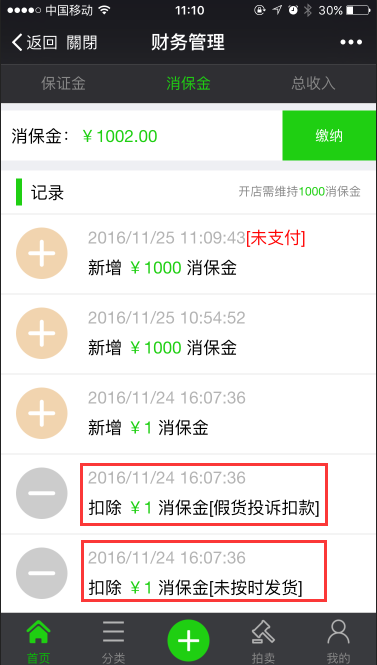 中国移动 11:10 30%
返回 關閉 财务管理
保证金 消保金 总收入
消保金：￥1002.00 缴纳
记录 开店需维持1000消保金
2016/11/25 11:09:43[未支付]
新增 ￥1000 消保金
2016/11/25 10:54:52
新增 ￥1000 消保金
2016/11/24 16:07:36
新增 ￥1 消保金
2016/11/24 16:07:36
扣除 ￥1 消保金[假货投诉扣款]
2016/11/24 16:07:36
扣除 ￥1 消保金[未按时发货]
首页 分类 拍卖 我的